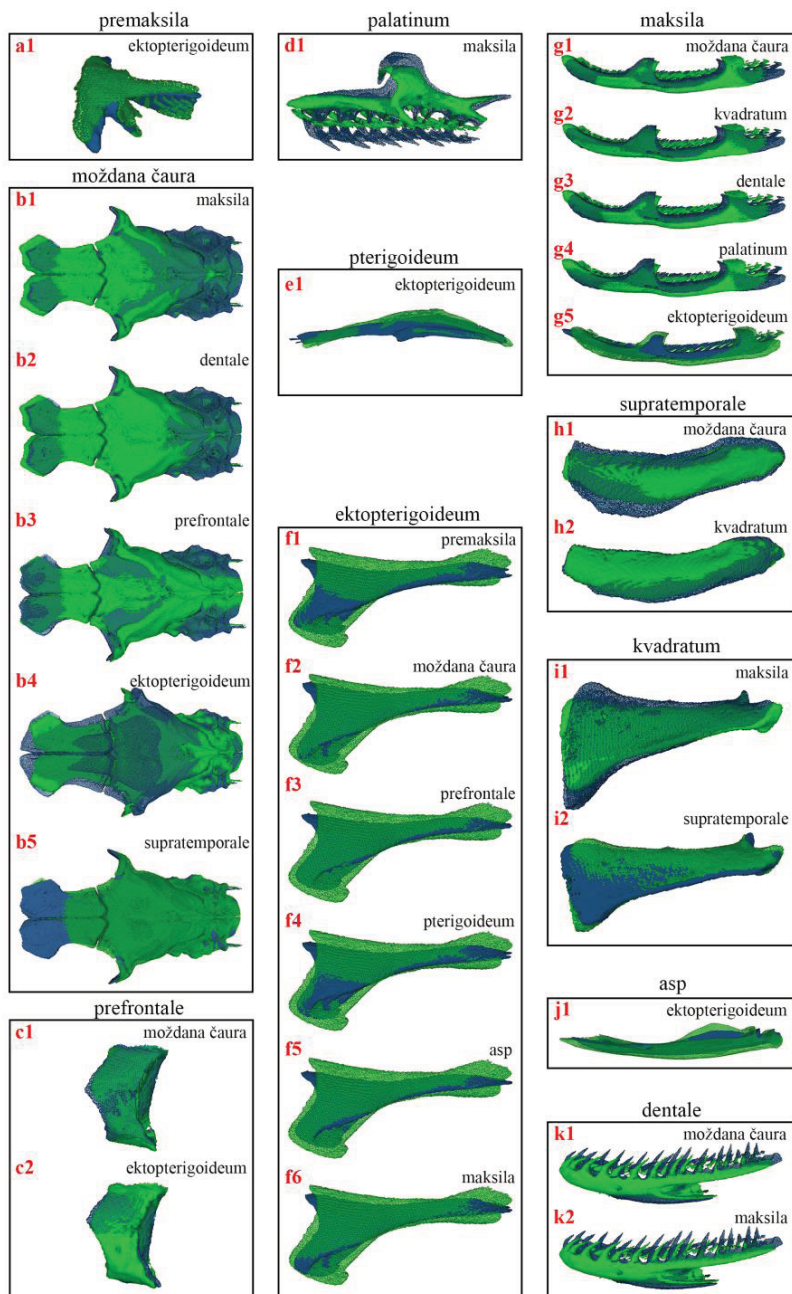 premaksila
a1 ektopterigoideum
moždana čaura
b1 maksila
b2 dentale
b3 prefrontale
b4 ektopterigoideum
b5 supratemporale
prefrontale
c1 moždana čaura
c2 ektopterigoideum
palatinum
d1 maksila
pterigoideum
e1 ektopterigoideum
ektopterigoideum
f1 premaksila
f2 moždana čaura
f3 prefrontale
f4 pterigoideum
f5 asp
f6 maksila
maksila
g1 moždana čaura
g2 kvadratum
g3 dentale
g4 palatinum
g5 ektopterigoideum
supratemporale
h1 moždana čaura
h2 kvadratum
kvadratum
i1 maksila
i2 supratemporale
asp
j1 ektopterigoideum
dentale
k1 moždana čaura
k2 maksila